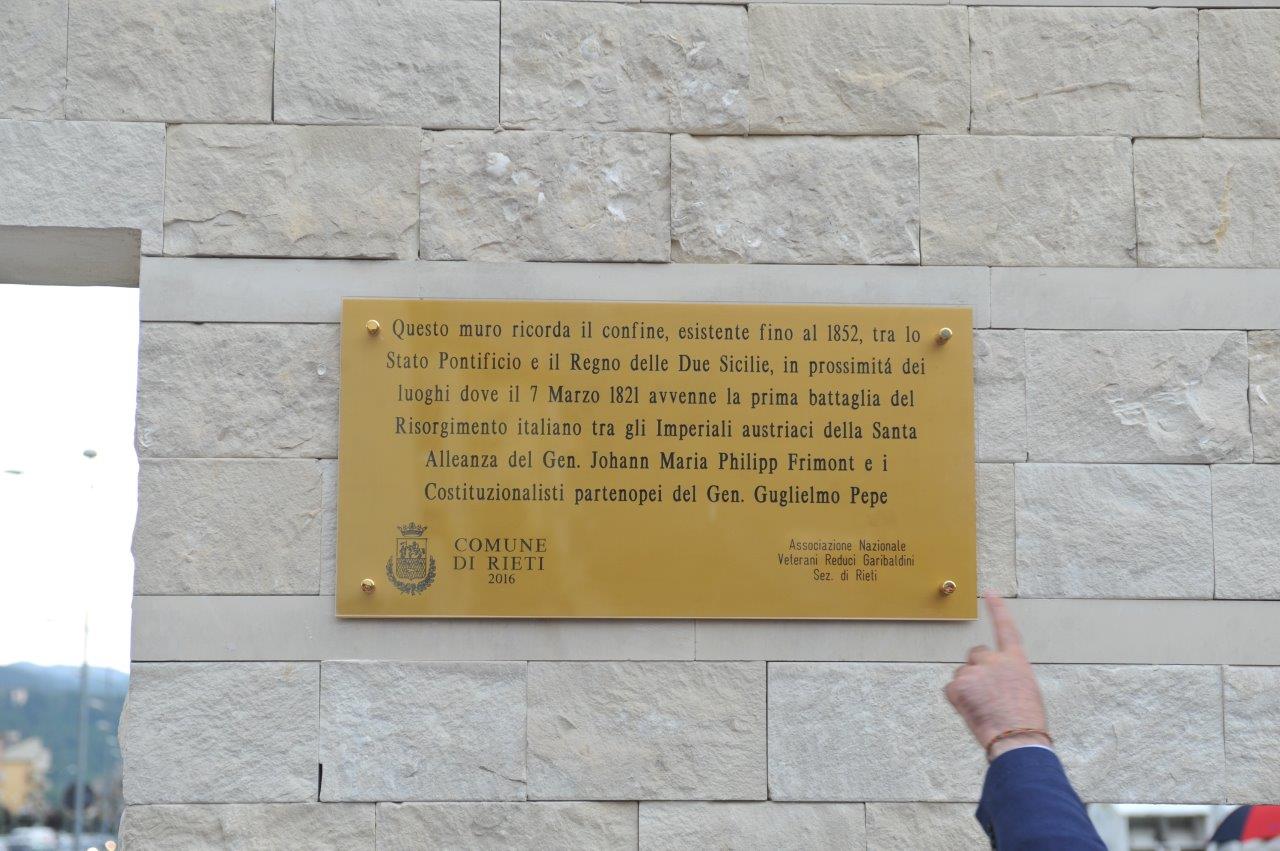 Questo muro ricorda il confine, esistente fino al 1852, tra lo
Stato Pontificio e il Regno delle Due Sicilie, in prossimitá dei
luoghi dove il 7 Marzo 1821 avvenne la prima battaglia del
Risorgimento italiano tra gli Imperiali austriaci della Santa
Alleanza del Gen. Johann Maria Philipp Frimont e i
Costituzionalisti partenopei del Gen. Guglielmo Pepe
COMUNE
DI RIETI
2016
Associazione Nazionale
Veterani Reduci Garibaldini
Sez. di Rieti